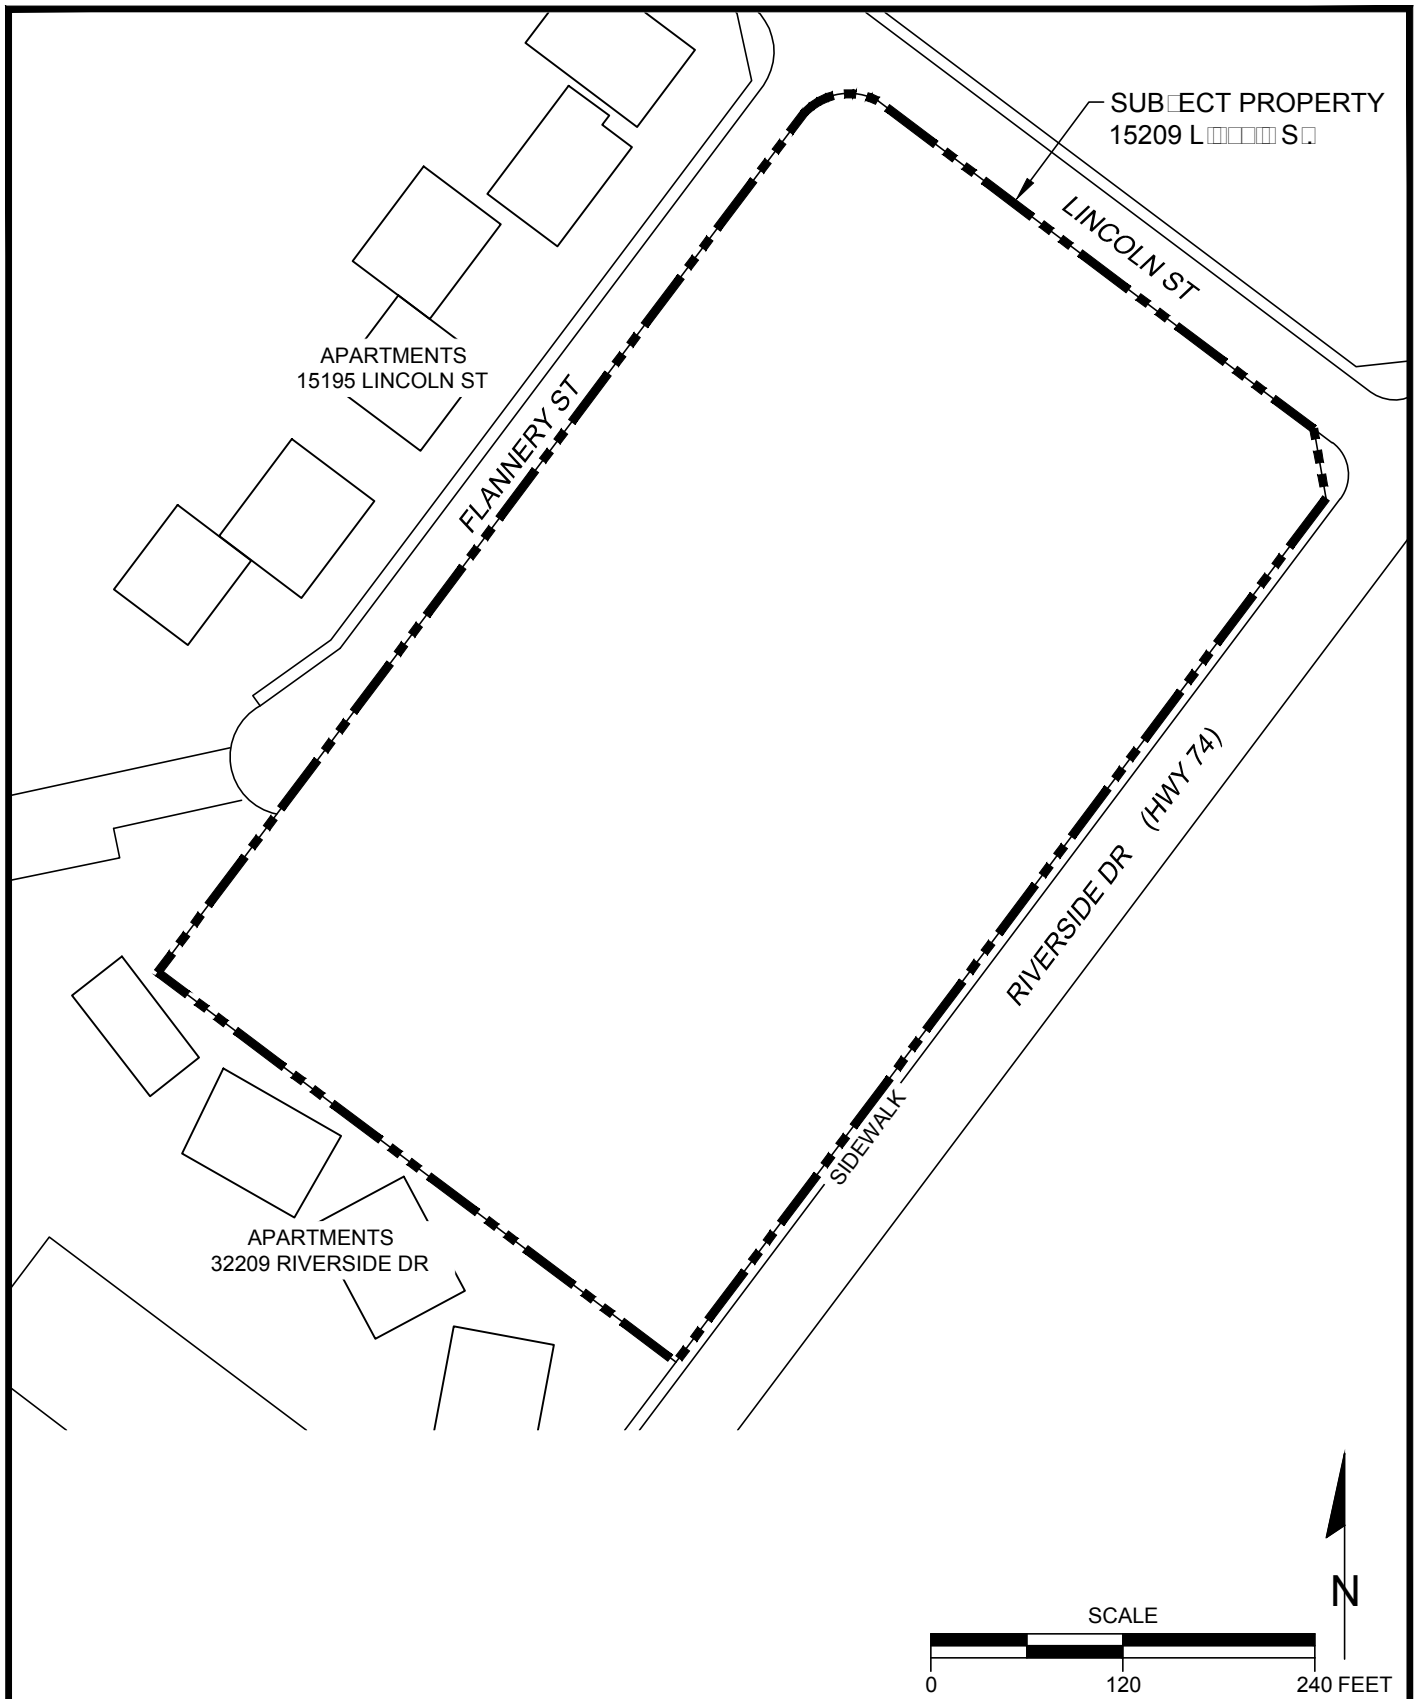 SUB□ECT PROPERTY
15209 L□□□□□ S□.
LINCOLN ST
APARTMENTS
15195 LINCOLN ST
FLANNERY ST
RIVERSIDE DR (HWY 74)
SIDEWALK
APARTMENTS
32209 RIVERSIDE DR
N
SCALE
0 120 240 FEET